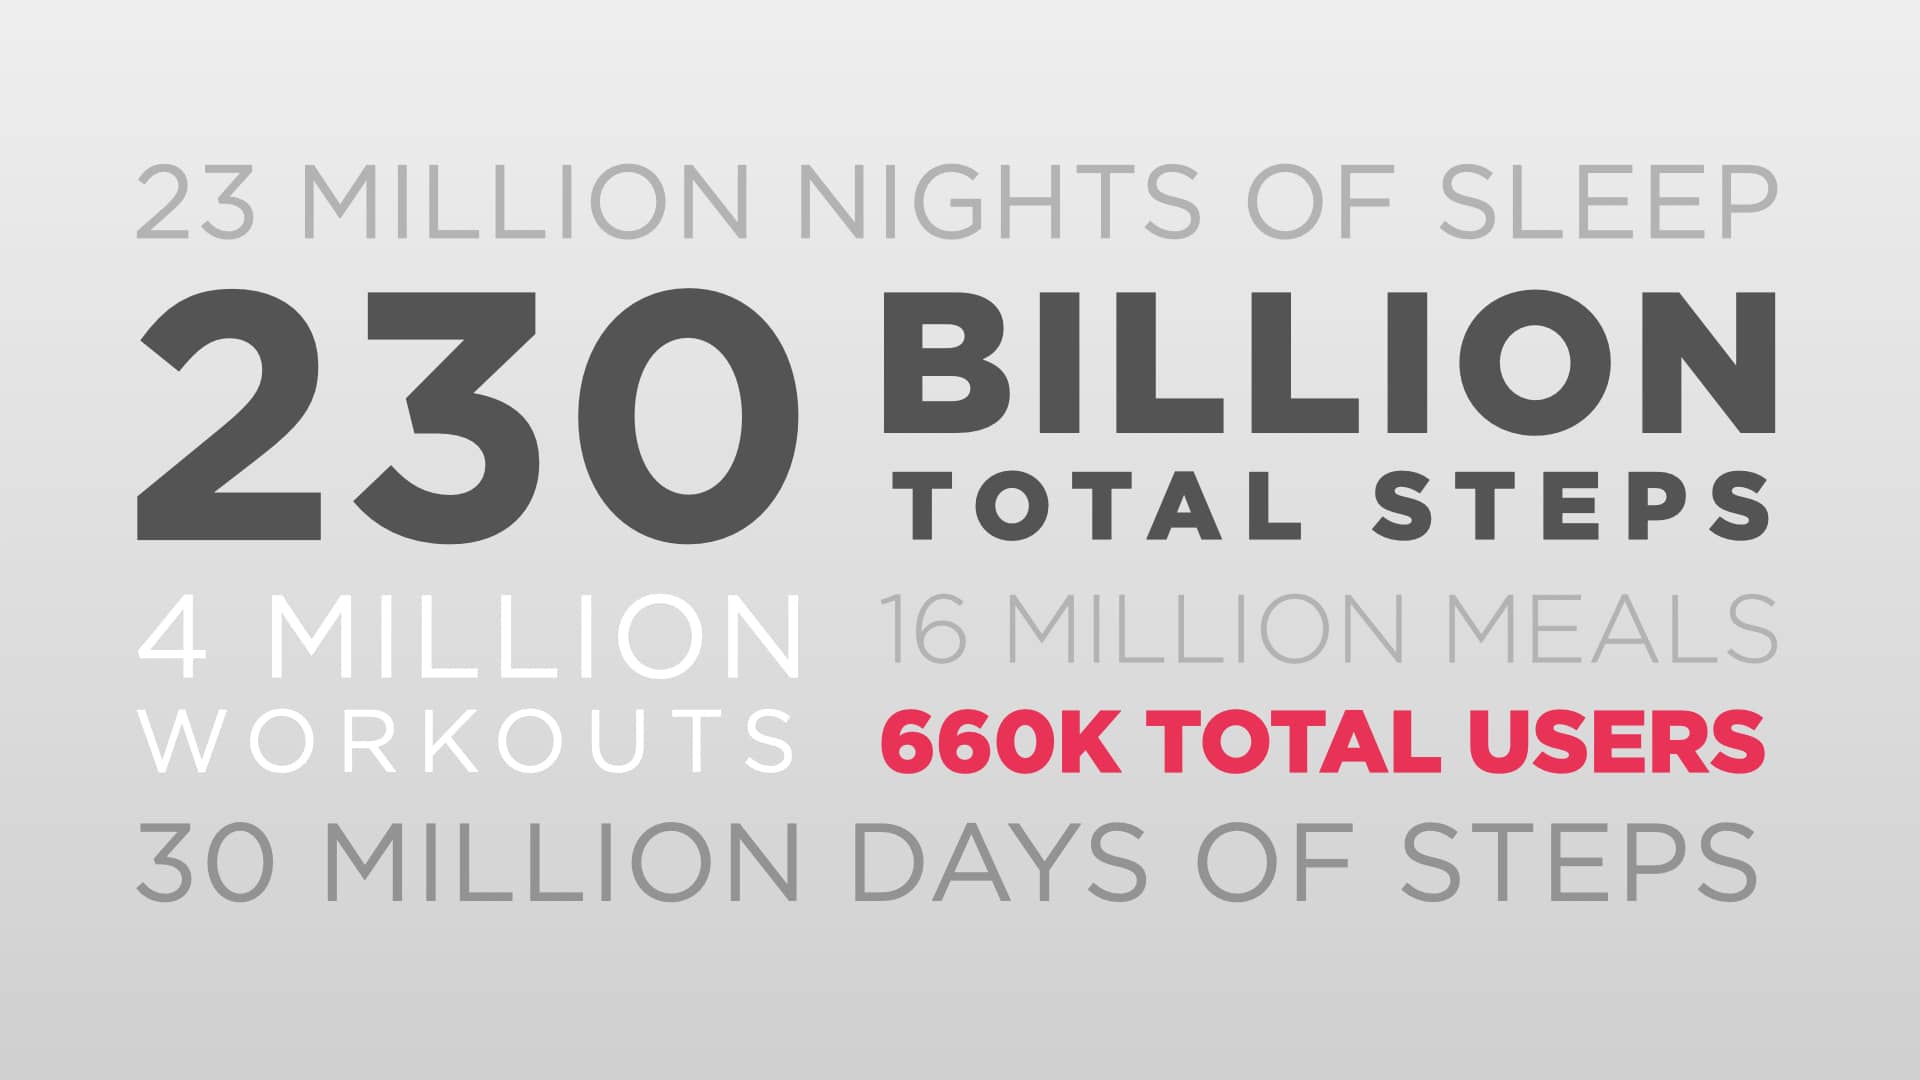 23 MILLION NIGHTS OF SLEEP
230 BILLION
TOTAL STEPS
4 MILLION
WORKOUTS
16 MILLION MEALS
660K TOTAL USERS
30 MILLION DAYS OF STEPS